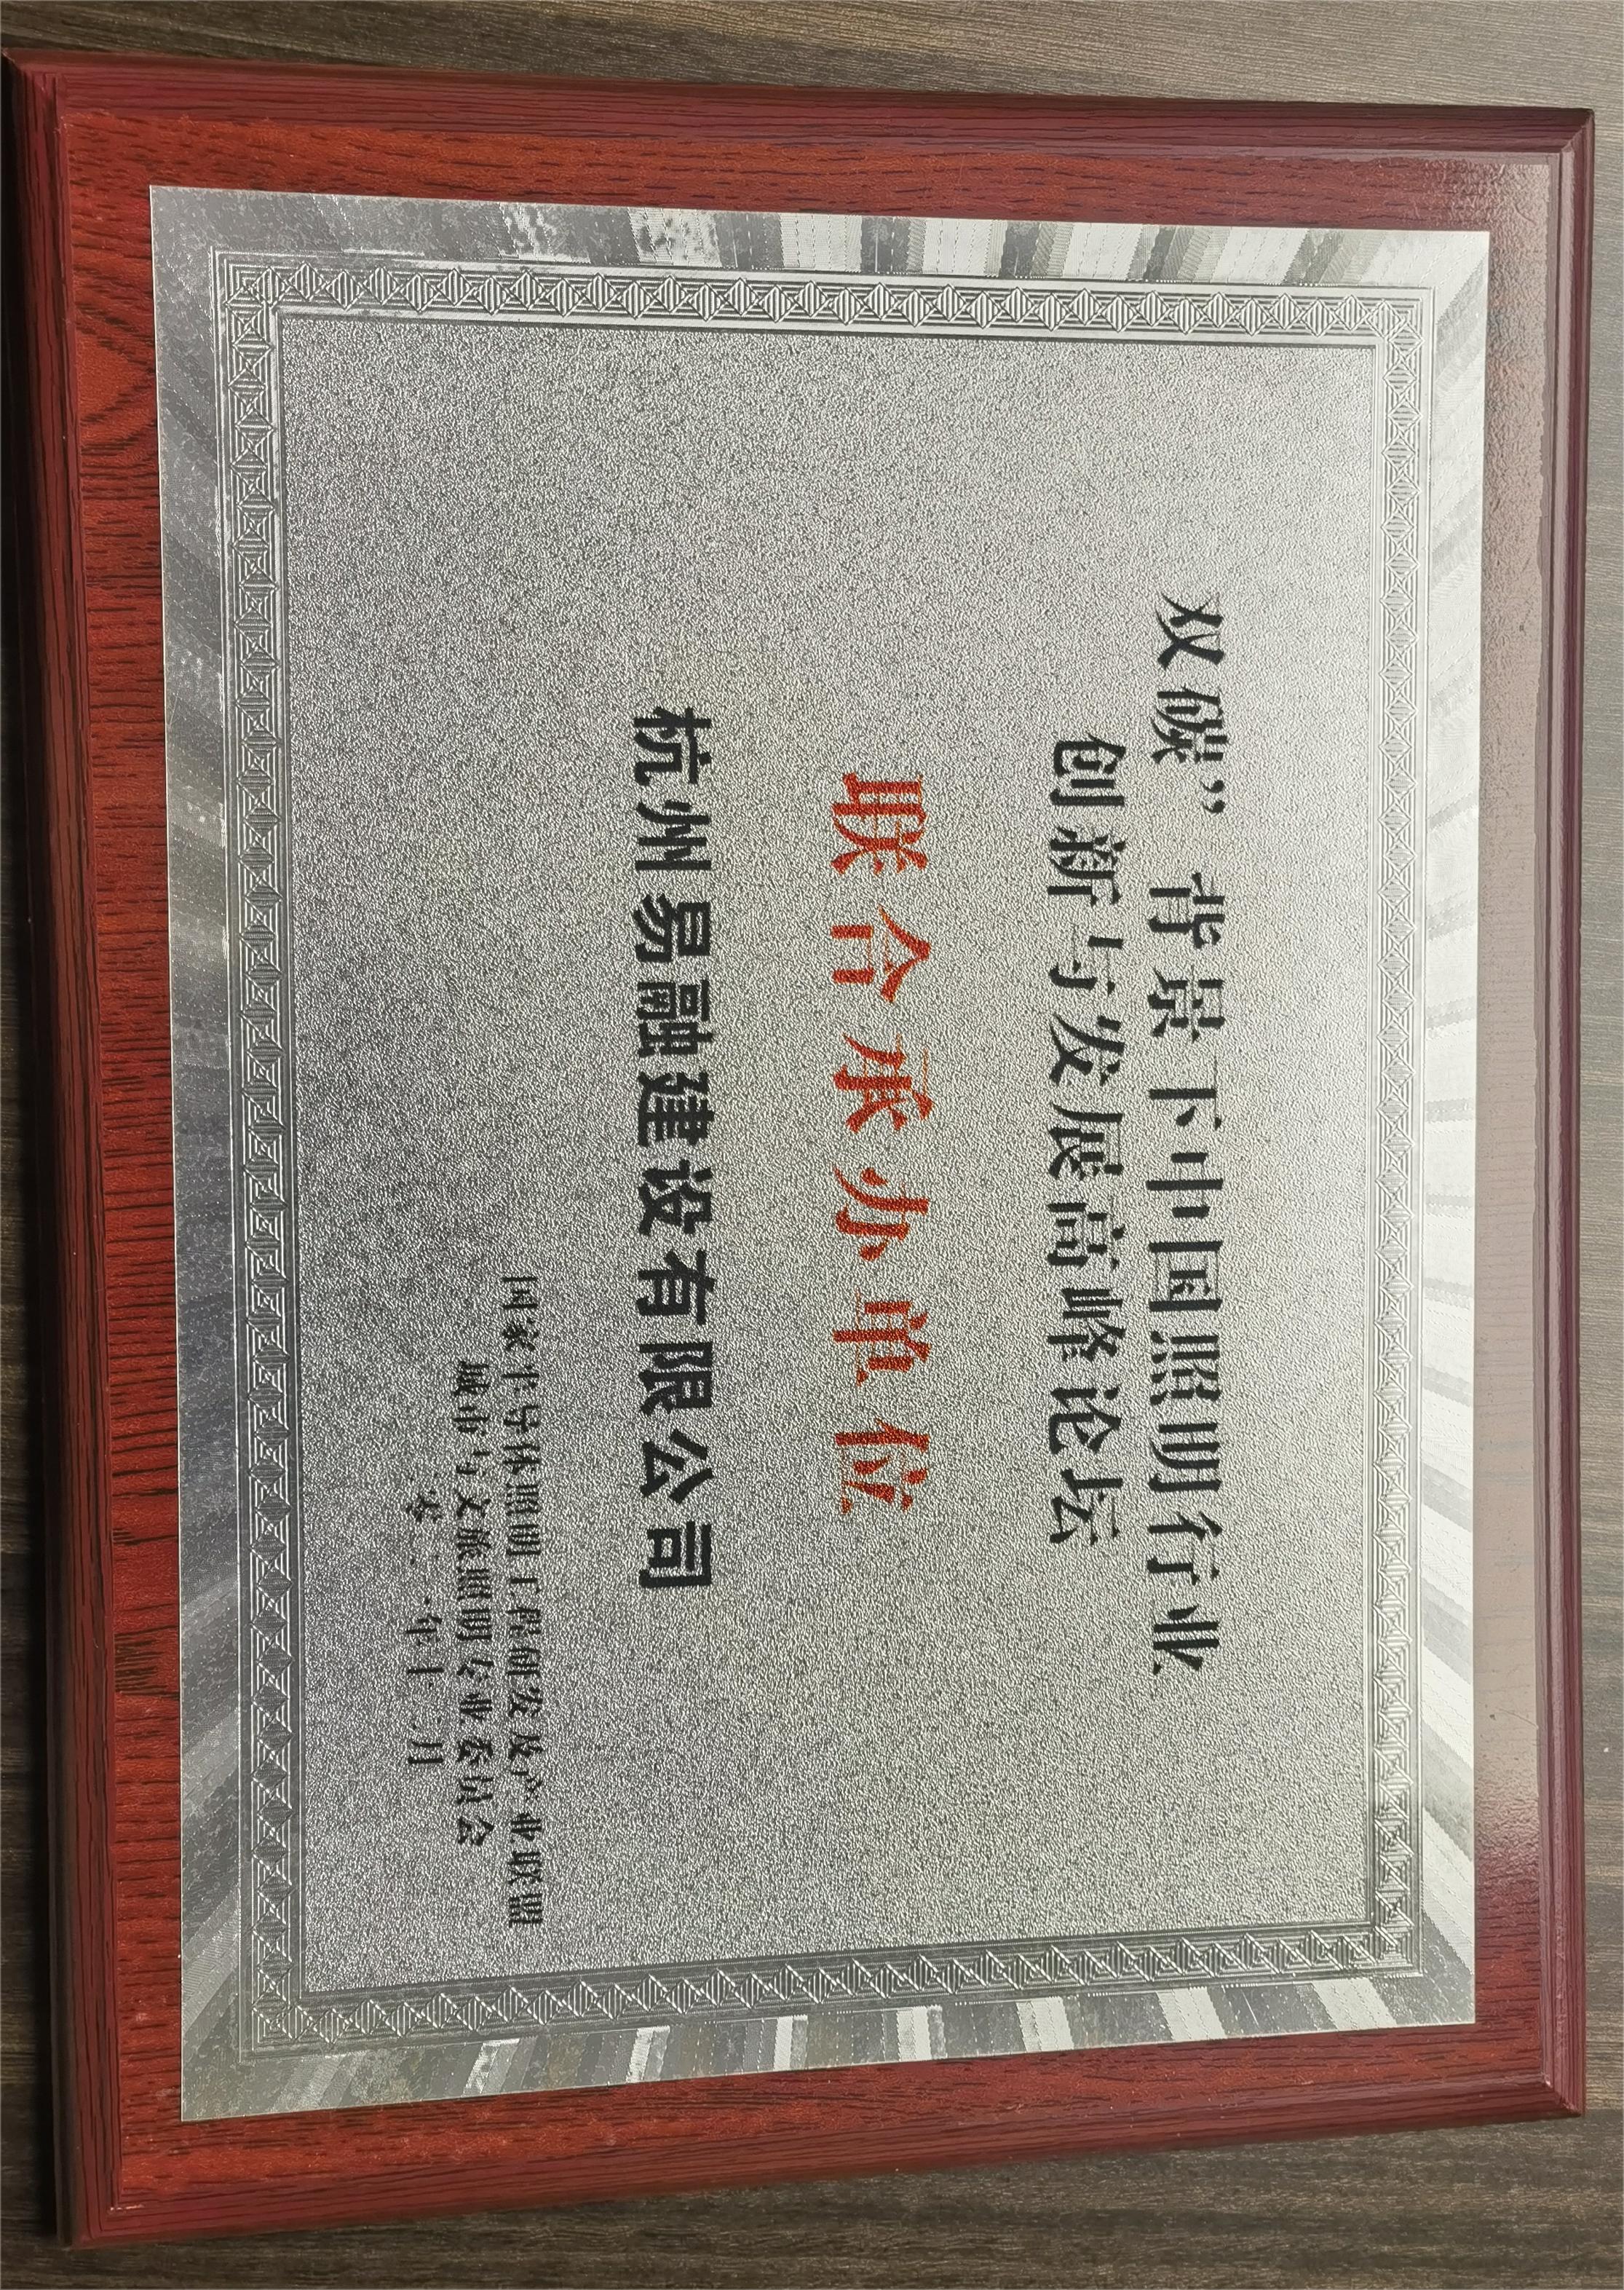 双碳”背景下中国照明行业
创新与发展高峰论坛
联合承办单位
杭州易融建设有限公司
国家半导体照明工程研发及产业联盟
城市与文旅照明专业委员会
年十二月